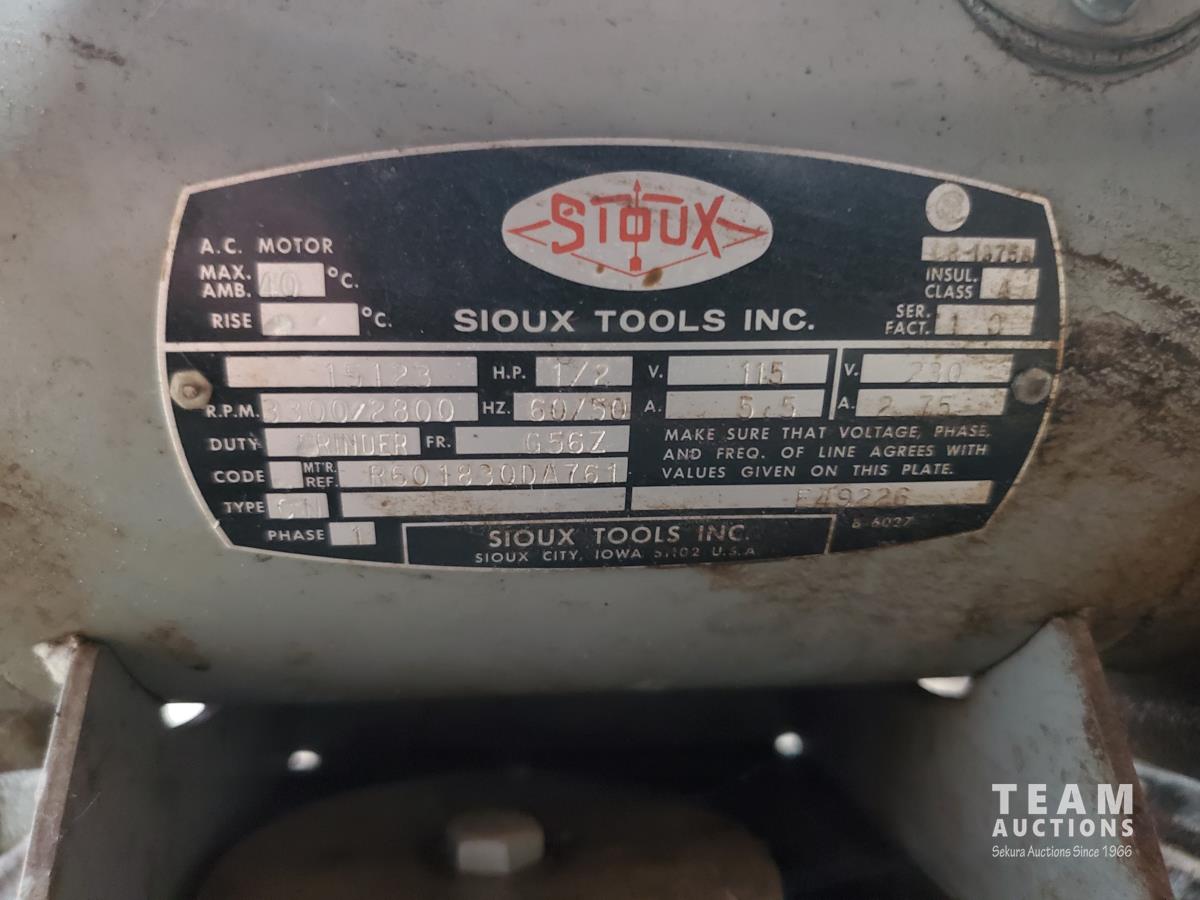 SIOUX
A.C. MOTOR
MAX. AMB. 40 °C.
RISE °C.
SIOUX TOOLS INC.
INSUL. CLASS A
SER. FACT. 1 0
15123 H.P. 1/2 V. 115 V. 230
R.P.M. 3300/2800 HZ. 60/50 A. 5.5 A. 2 75
DUTY GRINDER FR. G56Z
MAKE SURE THAT VOLTAGE, PHASE,
AND FREQ. OF LINE AGREES WITH
VALUES GIVEN ON THIS PLATE.
CODE MT'R. REF.
TYPE
PHASE 1
SIOUX TOOLS INC.
SIOUX CITY, IOWA U.S.A
TEAM
AUCTIONS
Sekura Auctions Since 1966